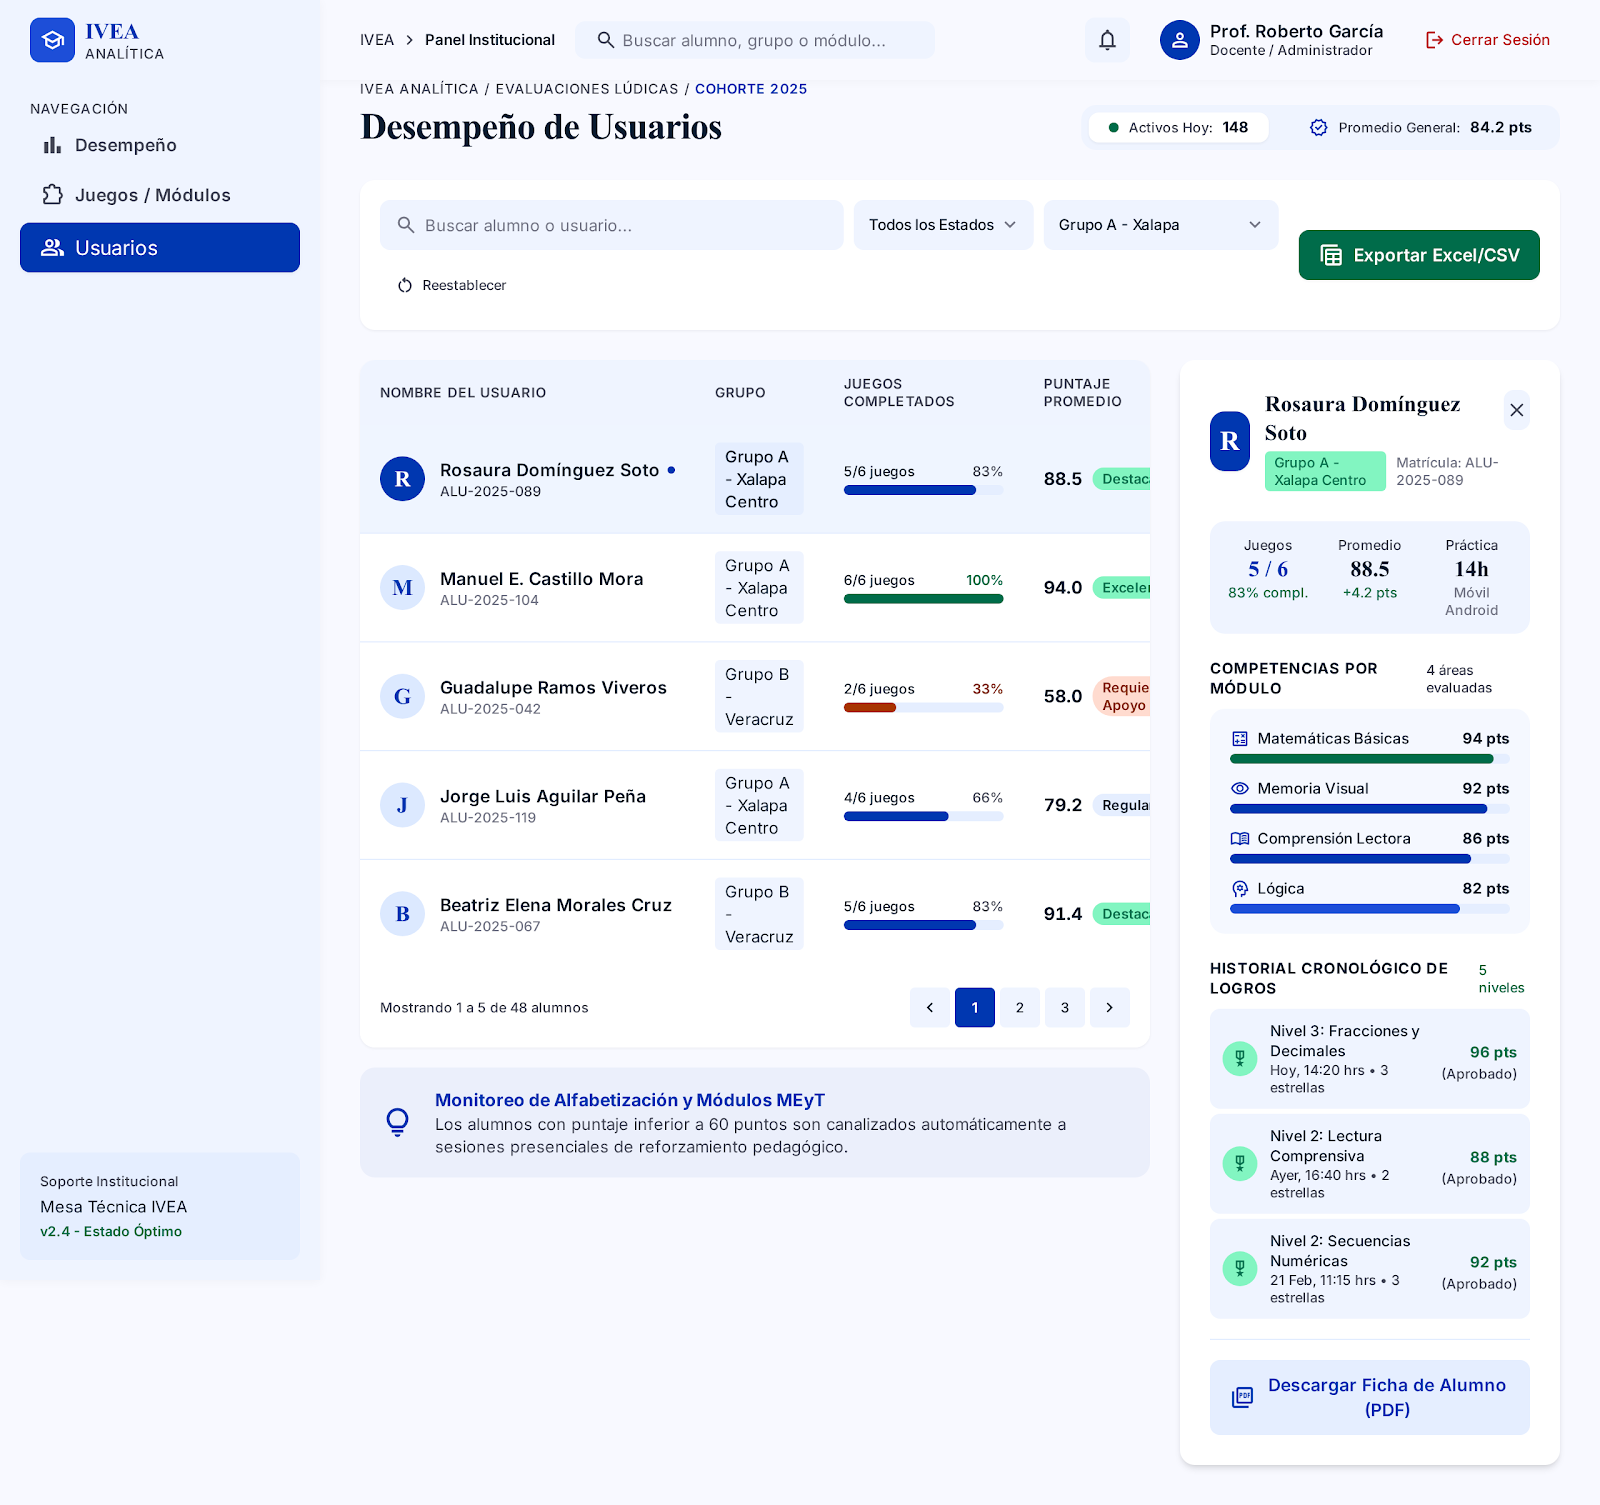 IVEA
ANALÍTICA
NAVEGACIÓN
Desempeño
Juegos / Módulos
Usuarios
Soporte Institucional
Mesa Técnica IVEA
v2.4 - Estado Óptimo
IVEA > Panel Institucional
Buscar alumno, grupo o módulo...
Prof. Roberto García
Docente / Administrador
Cerrar Sesión
IVEA ANALÍTICA / EVALUACIONES LÚDICAS / COHORTE 2025
Desempeño de Usuarios
Activos Hoy: 148
Promedio General: 84.2 pts
Buscar alumno o usuario...
Todos los Estados
Grupo A - Xalapa
Reestablecer
Exportar Excel/CSV
NOMBRE DEL USUARIO
GRUPO
JUEGOS
COMPLETADOS
PUNTAJE
PROMEDIO
R
Rosaura Domínguez Soto
ALU-2025-089
Grupo A
- Xalapa
Centro
5/6 juegos 83%
88.5
Destac
M
Manuel E. Castillo Mora
ALU-2025-104
Grupo A
- Xalapa
Centro
6/6 juegos 100%
94.0
Excele
G
Guadalupe Ramos Viveros
ALU-2025-042
Grupo B
-
Veracruz
2/6 juegos 33%
58.0
Requie
Apoyo
J
Jorge Luis Aguilar Peña
ALU-2025-119
Grupo A
- Xalapa
Centro
4/6 juegos 66%
79.2
Regula
B
Beatriz Elena Morales Cruz
ALU-2025-067
Grupo B
-
Veracruz
5/6 juegos 83%
91.4
Destac
Mostrando 1 a 5 de 48 alumnos
1 2 3
Monitoreo de Alfabetización y Módulos MEyT
Los alumnos con puntaje inferior a 60 puntos son canalizados automáticamente a
sesiones presenciales de reforzamiento pedagógico.
R
Rosaura Domínguez
Soto
Grupo A -
Xalapa Centro
Matrícula: ALU-
2025-089
Juegos
5 / 6
83% compl.
Promedio
88.5
+4.2 pts
Práctica
14h
Móvil
Android
COMPETENCIAS POR
MÓDULO
4 áreas
evaluadas
Matemáticas Básicas 94 pts
Memoria Visual 92 pts
Comprensión Lectora 86 pts
Lógica 82 pts
HISTORIAL CRONOLÓGICO DE
LOGROS
5
niveles
Nivel 3: Fracciones y
Decimales
Hoy, 14:20 hrs • 3
estrellas
96 pts
(Aprobado)
Nivel 2: Lectura
Comprensiva
Ayer, 16:40 hrs • 2
estrellas
88 pts
(Aprobado)
Nivel 2: Secuencias
Numéricas
21 Feb, 11:15 hrs • 3
estrellas
92 pts
(Aprobado)
PDF
Descargar Ficha de Alumno
(PDF)